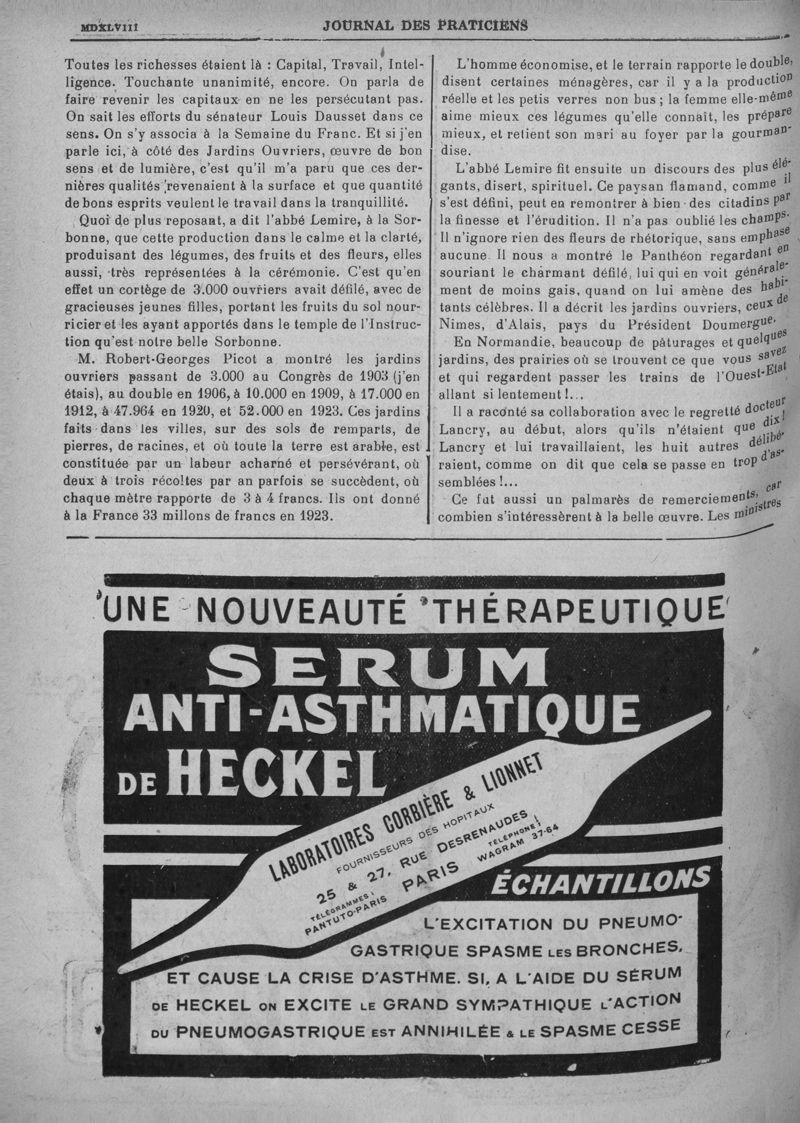 MDXLVIII
JOURNAL DES PRATICIENS
Toutes les richesses étaient là : Capital, Travail, Intel-
ligence. Touchante unanimité, encore. On parla de
faire revenir les capitaux en ne les persécutant pas.
On sait les efforts du sénateur Louis Dausset dans ce
sens. On s'y associa à la Semaine du Franc. Et si j'en
parle ici, à côté des Jardins Ouvriers, œuvre de bon
sens et de lumière, c'est qu'il m'a paru que ces der-
nières qualités revenaient à la surface et que quantité
de bons esprits veulent le travail dans la tranquillité.
Quoi de plus reposant, a dit l'abbé Lemire, à la Sor-
bonne, que cette production dans le calme et la clarté,
produisant des légumes, des fruits et des fleurs, elles
aussi, très représentées à la cérémonie. C'est qu'en
effet un cortège de 3.000 ouvriers avait défilé, avec de
gracieuses jeunes filles, portant les fruits du sol nour-
ricier et les ayant apportés dans le temple de l'Instruc-
tion qu'est notre belle Sorbonne.
M. Robert-Georges Picot a montré les jardins
ouvriers passant de 3.000 au Congrès de 1903 (j'en
étais), au double en 1906, à 10.000 en 1909, à 17.000 en
1912, à 47.964 en 1920, et 52.000 en 1923. Ces jardins
faits dans les villes, sur des sols de remparts, de
pierres, de racines, et où toute la terre est arable, est
constituée par un labeur acharné et persévérant, où
deux à trois récoltes par an parfois se succèdent, où
chaque mètre rapporte de 3 à 4 francs. Ils ont donné
à la France 33 millons de francs en 1923.
L'homme économise, et le terrain rapporte le double,
disent certaines ménagères, car il y a la production
réelle et les petis verres non bus ; la femme elle-même
aime mieux ces légumes qu'elle connaît, les prépare
mieux, et retient son mari au foyer par la gourman-
dise.
L'abbé Lemire fit ensuite un discours des plus élé-
gants, disert, spirituel. Ce paysan flamand, comme il
s'est défini, peut en remontrer à bien des citadins par
la finesse et l'érudition. Il n'a pas oublié les champs.
Il n'ignore rien des fleurs de rhétorique, sans emphase
aucune. Il nous a montré le Panthéon regardant en
souriant le charmant défilé, lui qui en voit générale-
ment de moins gais, quand on lui amène des habi-
tants célèbres. Il a décrit les jardins ouvriers, ceux de
Nimes, d'Alais, pays du Président Doumergue.
En Normandie, beaucoup de pâturages et quelques
jardins, des prairies où se trouvent ce que vous savez
et qui regardent passer les trains de l'Ouest-Etat
allant si lentement !...
Il a raconté sa collaboration avec le regretté docteur
Lancry, au début, alors qu'ils n'étaient que dix !
Lancry et lui travaillaient, les huit autres délibé-
raient, comme on dit que cela se passe en trop d'as-
semblées !...
Ce fut aussi un palmarès de remerciements, car
combien s'intéressèrent à la belle œuvre. Les ministres
UNE NOUVEAUTÉ THÉRAPEUTIQUE
SERUM
ANTI-ASTHMATIQUE
DE HECKEL
LABORATOIRES CORBIÈRE & LIONNET
FOURNISSEURS DES HOPITAUX
25 & 27, RUE DESRENAUDES
TÉLÉGRAMMES
PANTUTO-PARIS
PARIS
TÉLÉPHONE
WAGRAM 37-64
ÉCHANTILLONS
L'EXCITATION DU PNEUMO-
GASTRIQUE SPASME LES BRONCHES,
ET CAUSE LA CRISE D'ASTHME. SI, A L'AIDE DU SÉRUM
DE HECKEL ON EXCITE LE GRAND SYMPATHIQUE L'ACTION
DU PNEUMOGASTRIQUE EST ANNIHILÉE & LE SPASME CESSE